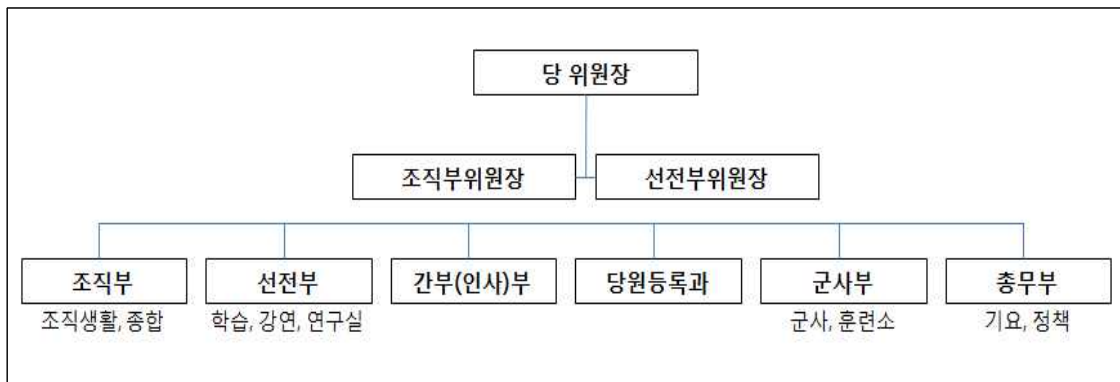 당 위원장
조직부위원장 선전부위원장
조직부 선전부 간부(인사)부 당원등록과 군사부 총무부
조직생활, 종합 학습, 강연, 연구실 군사, 훈련소 기요, 정책